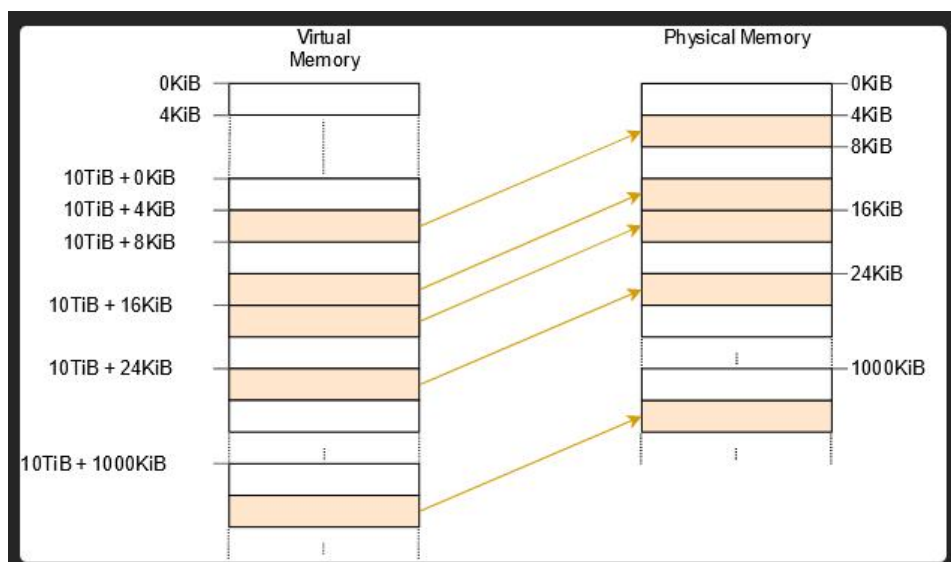 Virtual
Memory
0KiB
4KiB
10TiB + 0KiB
10TiB + 4KiB
10TiB + 8KiB
10TiB + 16KiB
10TiB + 24KiB
10TiB + 1000KiB
Physical Memory
0KiB
4KiB
8KiB
16KiB
24KiB
1000KiB